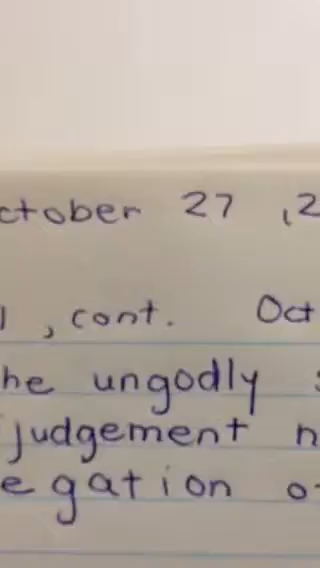 ctober 27, 2
, cont. Oct
he ungodly
judgement n
egation o